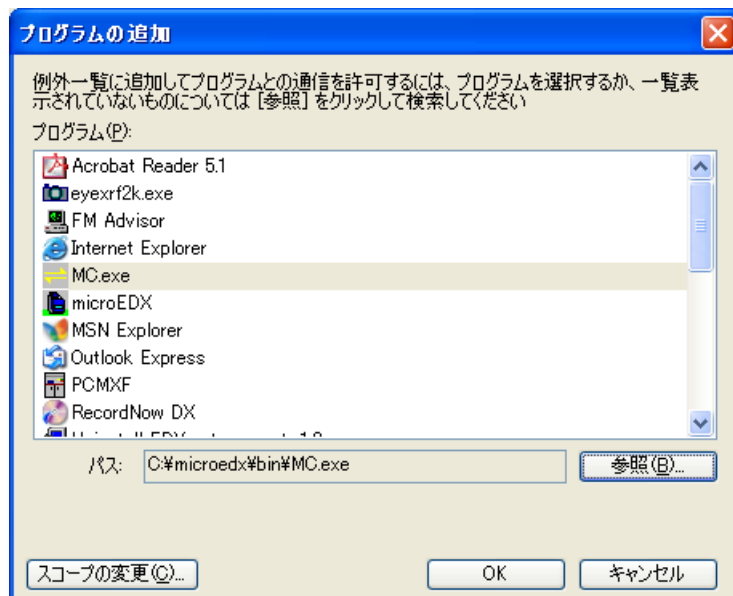 プログラムの追加
例外一覧に追加してプログラムとの通信を許可するには、プログラムを選択するか、一覧表
示されていないものについては [参照] をクリックして検索してください
プログラム(P):
Acrobat Reader 5.1
eyexrf2k.exe
FM Advisor
Internet Explorer
MC.exe
microEDX
MSN Explorer
Outlook Express
PCMXF
RecordNow DX
パス:
C:¥microedx¥bin¥MC.exe
参照(B)...
スコープの変更(C)...
OK
キャンセル